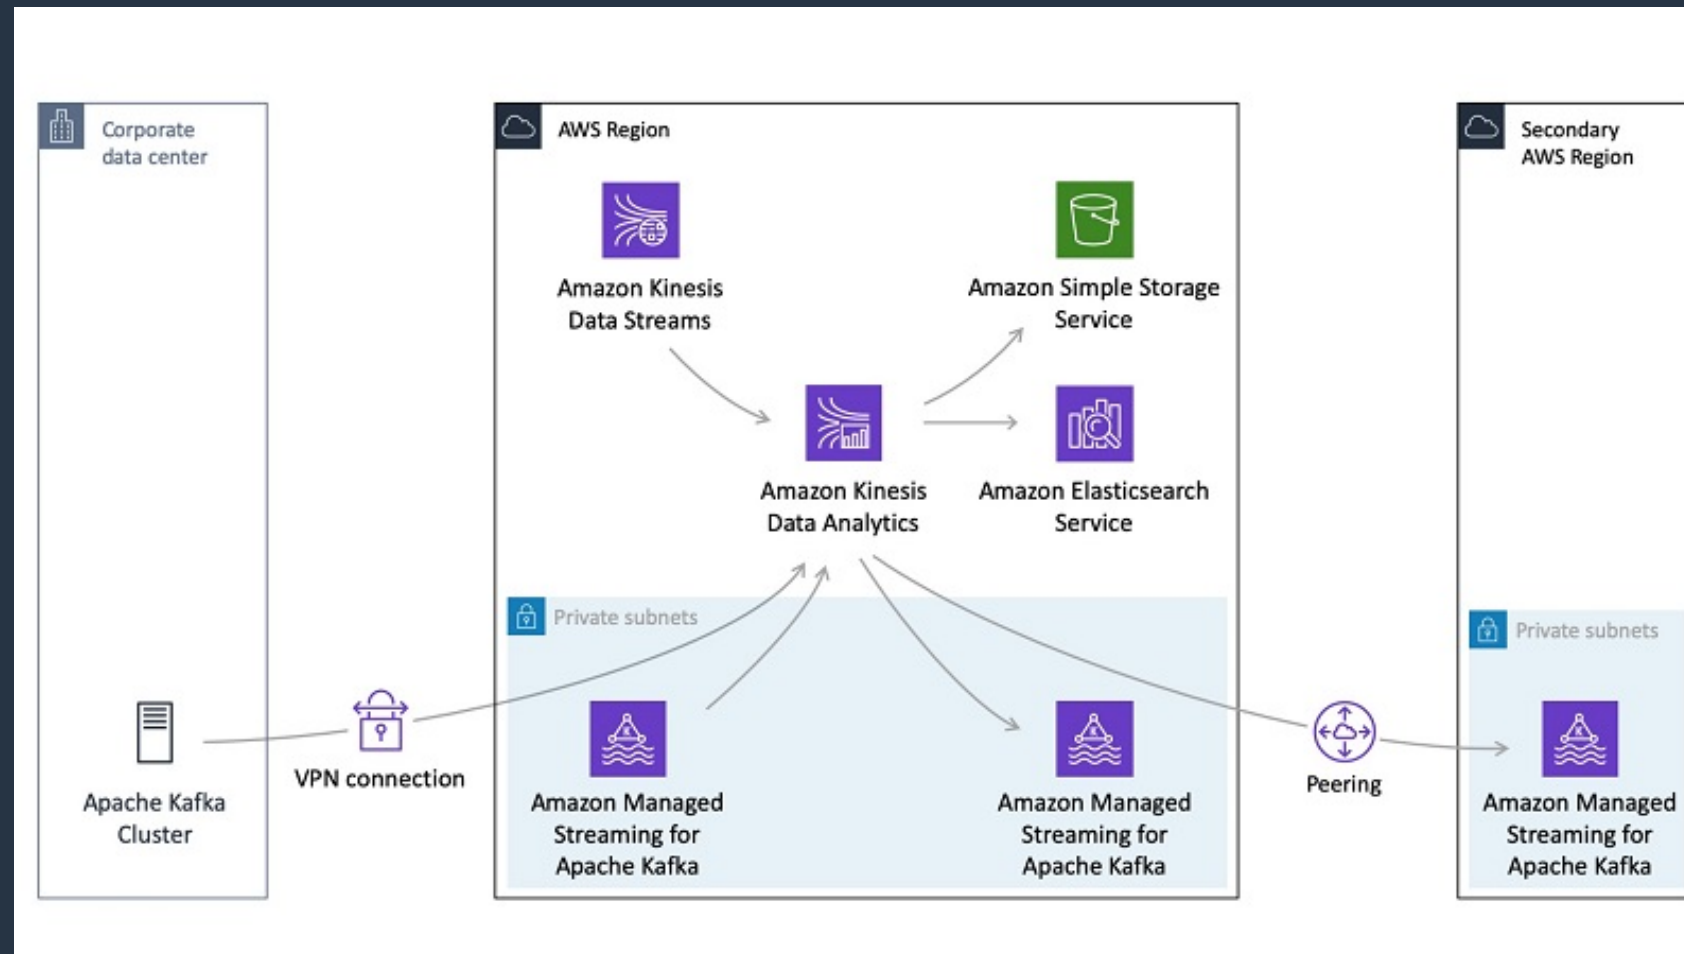 Corporate
data center
Apache Kafka
Cluster
VPN connection
AWS Region
Amazon Kinesis
Data Streams
Amazon Simple Storage
Service
Amazon Kinesis
Data Analytics
Amazon Elasticsearch
Service
Private subnets
Amazon Managed
Streaming for
Apache Kafka
Amazon Managed
Streaming for
Apache Kafka
Peering
Secondary
AWS Region
Private subnets
Amazon Managed
Streaming for
Apache Kafka